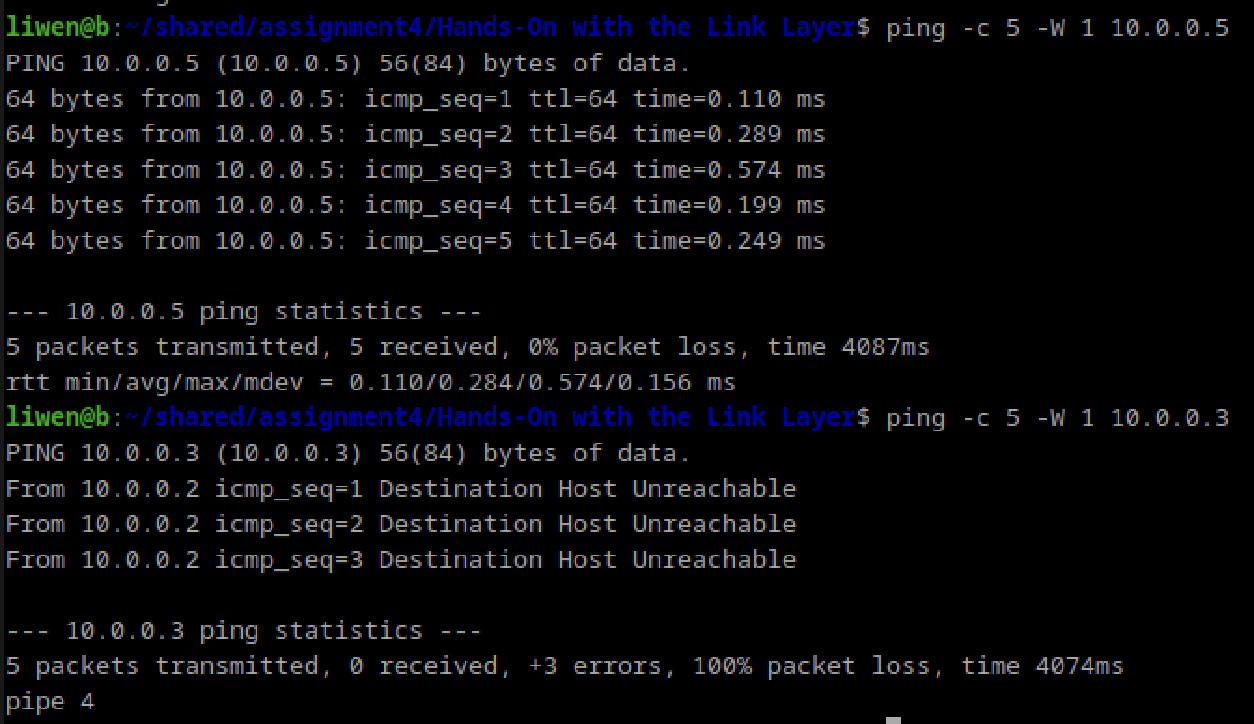 liwen@b:~/shared/assignment4/Hands-On with the Link Layer$ ping -c 5 -W 1 10.0.0.5
PING 10.0.0.5 (10.0.0.5) 56(84) bytes of data.
64 bytes from 10.0.0.5: icmp_seq=1 ttl=64 time=0.110 ms
64 bytes from 10.0.0.5: icmp_seq=2 ttl=64 time=0.289 ms
64 bytes from 10.0.0.5: icmp_seq=3 ttl=64 time=0.574 ms
64 bytes from 10.0.0.5: icmp_seq=4 ttl=64 time=0.199 ms
64 bytes from 10.0.0.5: icmp_seq=5 ttl=64 time=0.249 ms

--- 10.0.0.5 ping statistics ---
5 packets transmitted, 5 received, 0% packet loss, time 4087ms
rtt min/avg/max/mdev = 0.110/0.284/0.574/0.156 ms
liwen@b:~/shared/assignment4/Hands-On with the Link Layer$ ping -c 5 -W 1 10.0.0.3
PING 10.0.0.3 (10.0.0.3) 56(84) bytes of data.
From 10.0.0.2 icmp_seq=1 Destination Host Unreachable
From 10.0.0.2 icmp_seq=2 Destination Host Unreachable
From 10.0.0.2 icmp_seq=3 Destination Host Unreachable

--- 10.0.0.3 ping statistics ---
5 packets transmitted, 0 received, +3 errors, 100% packet loss, time 4074ms
pipe 4